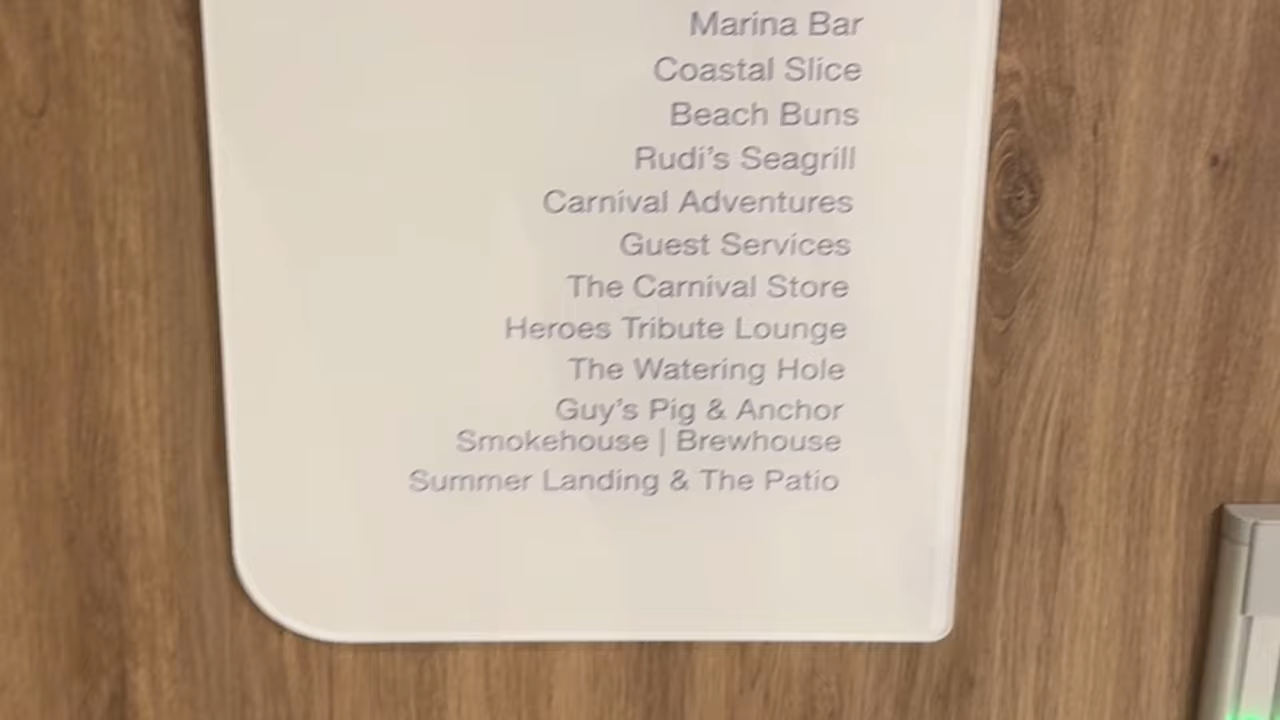 Marina Bar
Coastal Slice
Beach Buns
Rudi's Seagrill
Carnival Adventures
Guest Services
The Carnival Store
Heroes Tribute Lounge
The Watering Hole
Guy's Pig & Anchor
Smokehouse | Brewhouse
Summer Landing & The Patio